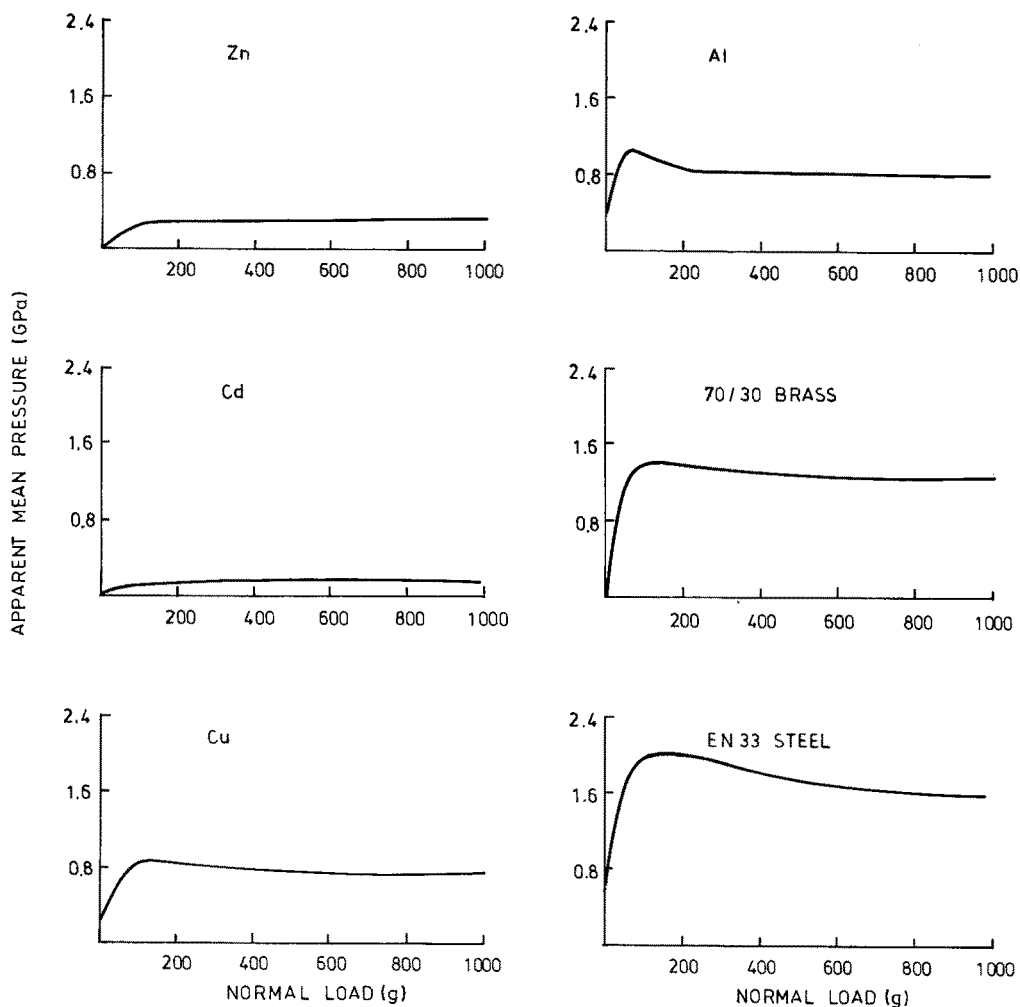 APPARENT MEAN PRESSURE (GPa)
Zn
2.4
1.6
0.8
200 400 600 800 1000
Al
2.4
1.6
0.8
200 400 600 800 1000
Cd
2.4
1.6
0.8
200 400 600 800 1000
70/30 BRASS
2.4
1.6
0.8
200 400 600 800 1000
Cu
2.4
1.6
0.8
200 400 600 800 1000
NORMAL LOAD (g)
EN 33 STEEL
2.4
1.6
0.8
200 400 600 800 1000
NORMAL LOAD (g)